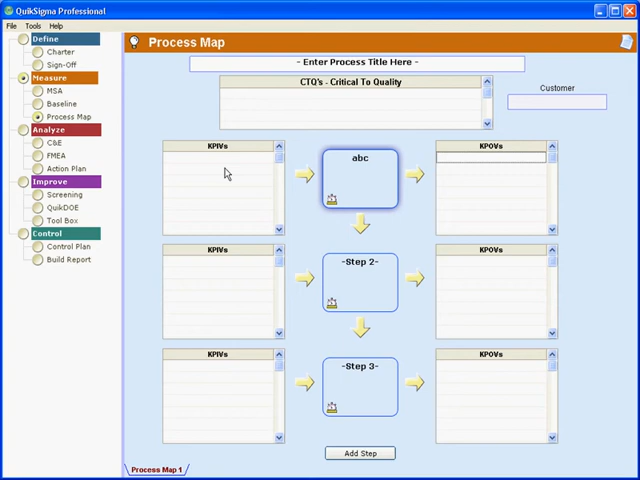 QuikSigma Professional
File Tools Help
Define
Charter
Sign-Off
Measure
MSA
Baseline
Process Map
Analyze
C&E
FMEA
Action Plan
Improve
Screening
QuikDOE
Tool Box
Control
Control Plan
Build Report
Process Map
- Enter Process Title Here -
CTQ's - Critical To Quality
Customer
KPIVs
abc
KPOVs
KPIVs
-Step 2-
KPOVs
KPIVs
-Step 3-
KPOVs
Add Step
Process Map 1